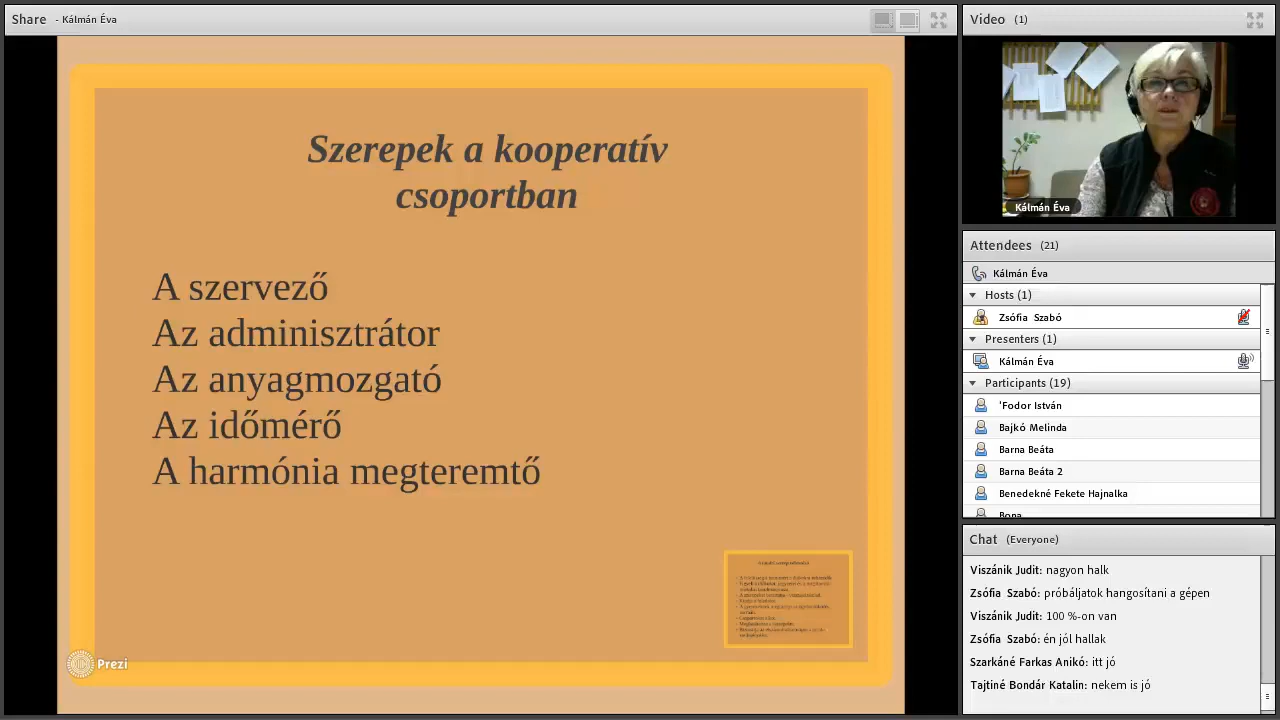 Share - Kálmán Éva
Szerepek a kooperatív
csoportban
A szervező
Az adminisztrátor
Az anyagmozgató
Az időmérő
A harmónia megteremtő
Prezi
Video (1)
Kálmán Éva
Attendees (21)
Kálmán Éva
Hosts (1)
Zsófia Szabó
Presenters (1)
Kálmán Éva
Participants (19)
'Fodor István
Bajkó Melinda
Barna Beáta
Barna Beáta 2
Benedekné Fekete Hajnalka
Bona
Chat (Everyone)
Viszánik Judit: nagyon halk
Zsófia Szabó: próbáljatok hangosítani a gépen
Viszánik Judit: 100 %-on van
Zsófia Szabó: én jól hallak
Szarkáné Farkas Anikó: itt jó
Tajtiné Bondár Katalin: nekem is jó